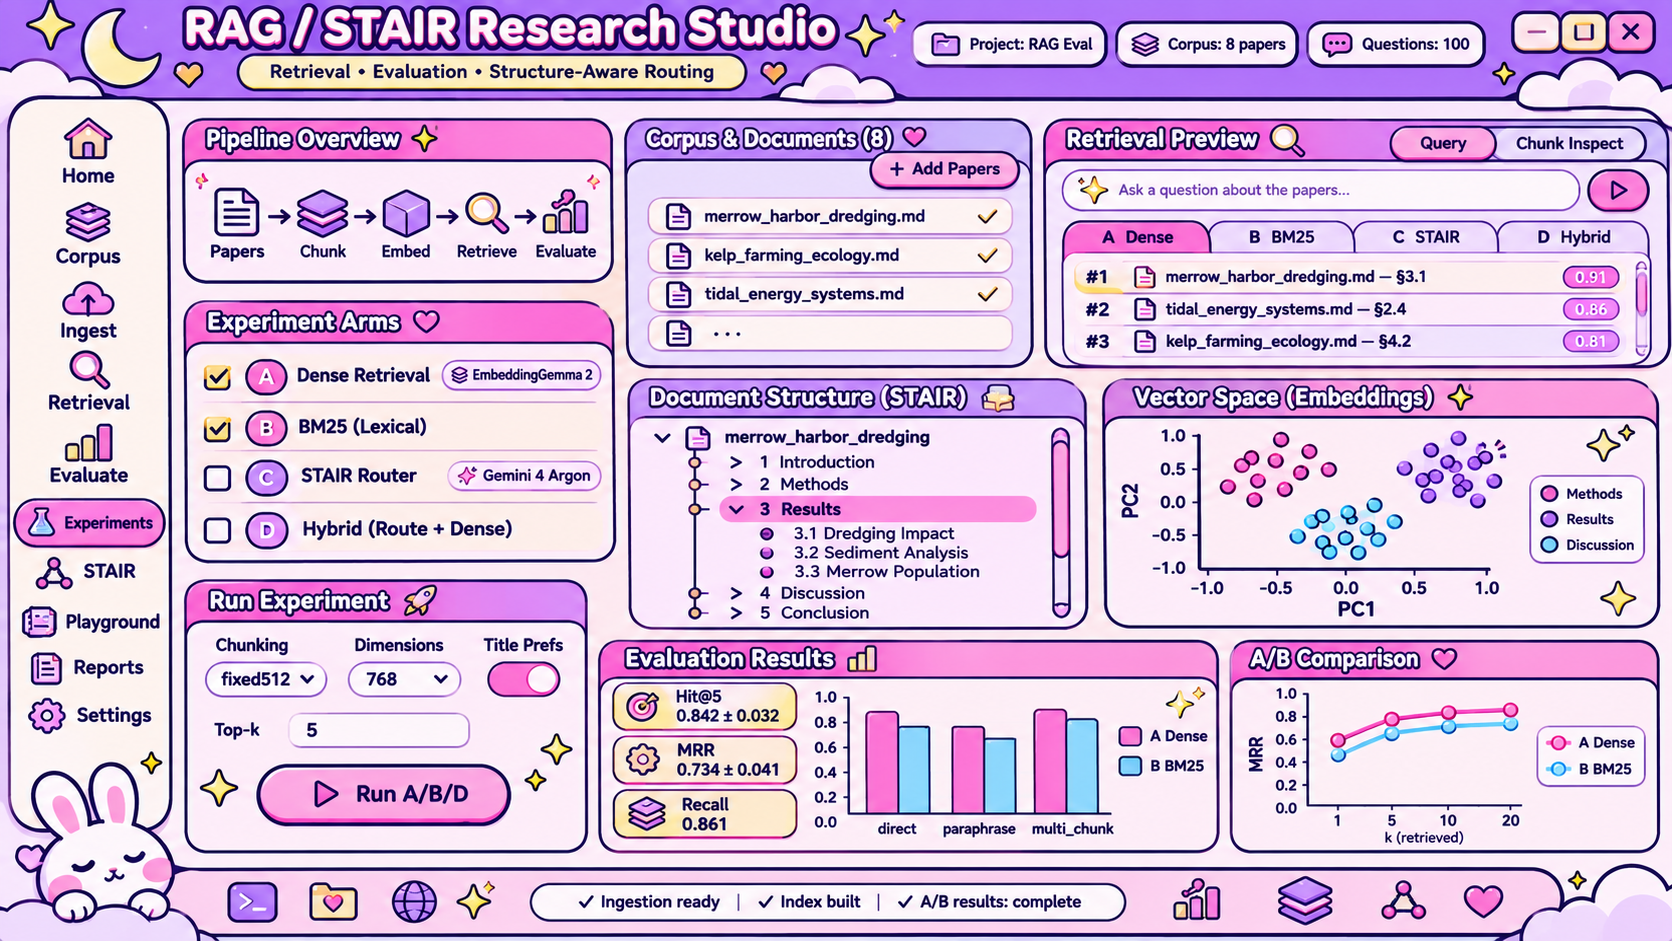 RAG / STAIR Research Studio
Retrieval • Evaluation • Structure-Aware Routing
Project: RAG Eval
Corpus: 8 papers
Questions: 100
Home
Corpus
Ingest
Retrieval
Evaluate
Experiments
STAIR
Playground
Reports
Settings
Pipeline Overview
Papers
Chunk
Embed
Retrieve
Evaluate
Experiment Arms
A Dense Retrieval EmbeddingGemma 2
B BM25 (Lexical)
C STAIR Router Gemini 4 Argon
D Hybrid (Route + Dense)
Run Experiment
Chunking Dimensions Title Prefs
fixed512 768
Top-k 5
Run A/B/D
Corpus & Documents (8)
+ Add Papers
merrow_harbor_dredging.md
kelp_farming_ecology.md
tidal_energy_systems.md
...
Retrieval Preview
Query Chunk Inspect
Ask a question about the papers...
A Dense B BM25 C STAIR D Hybrid
#1 merrow_harbor_dredging.md — §3.1 0.91
#2 tidal_energy_systems.md — §2.4 0.86
#3 kelp_farming_ecology.md — §4.2 0.81
Document Structure (STAIR)
merrow_harbor_dredging
1 Introduction
2 Methods
3 Results
3.1 Dredging Impact
3.2 Sediment Analysis
3.3 Merrow Population
4 Discussion
5 Conclusion
Vector Space (Embeddings)
PC2
1.0
0.5
0.0
-0.5
-1.0
-1.0 -0.5 0.0 0.5 1.0
PC1
Methods
Results
Discussion
Evaluation Results
Hit@5
0.842 ± 0.032
MRR
0.734 ± 0.041
Recall
0.861
1.0
0.8
0.6
0.4
0.2
0.0
direct paraphrase multi_chunk
A Dense
B BM25
A/B Comparison
MRR
1.0
0.8
0.6
0.4
0.2
0.0
1 5 10 20
k (retrieved)
A Dense
B BM25
✓ Ingestion ready | ✓ Index built | ✓ A/B results: complete